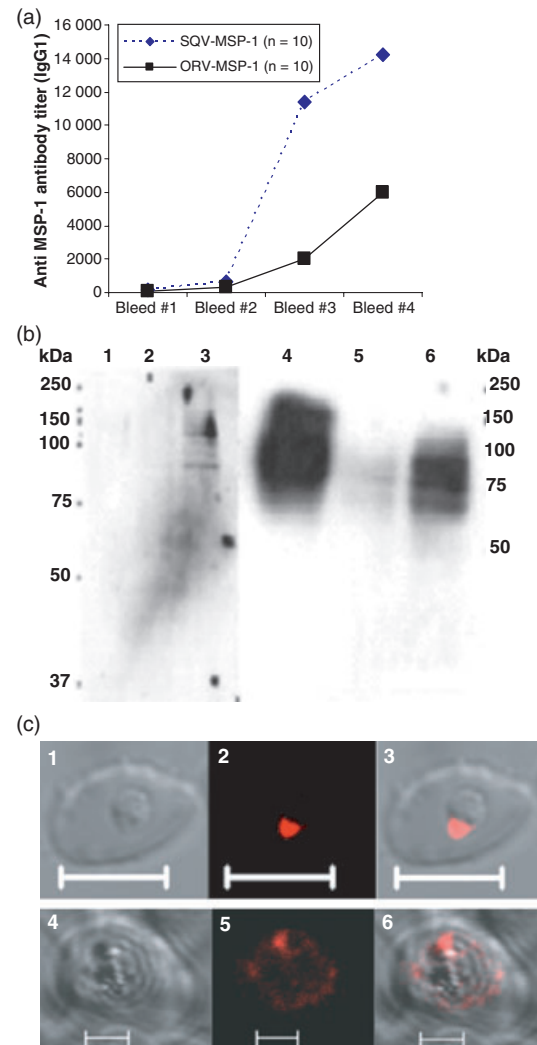 (a)
Anti MSP-1 antibody titer (IgG1)
16 000
14 000
12 000
10 000
8000
6000
4000
2000
0
SQV-MSP-1 (n = 10)
ORV-MSP-1 (n = 10)
Bleed #1 Bleed #2 Bleed #3 Bleed #4
(b)
kDa 1 2 3 4 5 6 kDa
250
150
100
75
50
37
250
150
100
75
50
(c)
1 2 3
4 5 6